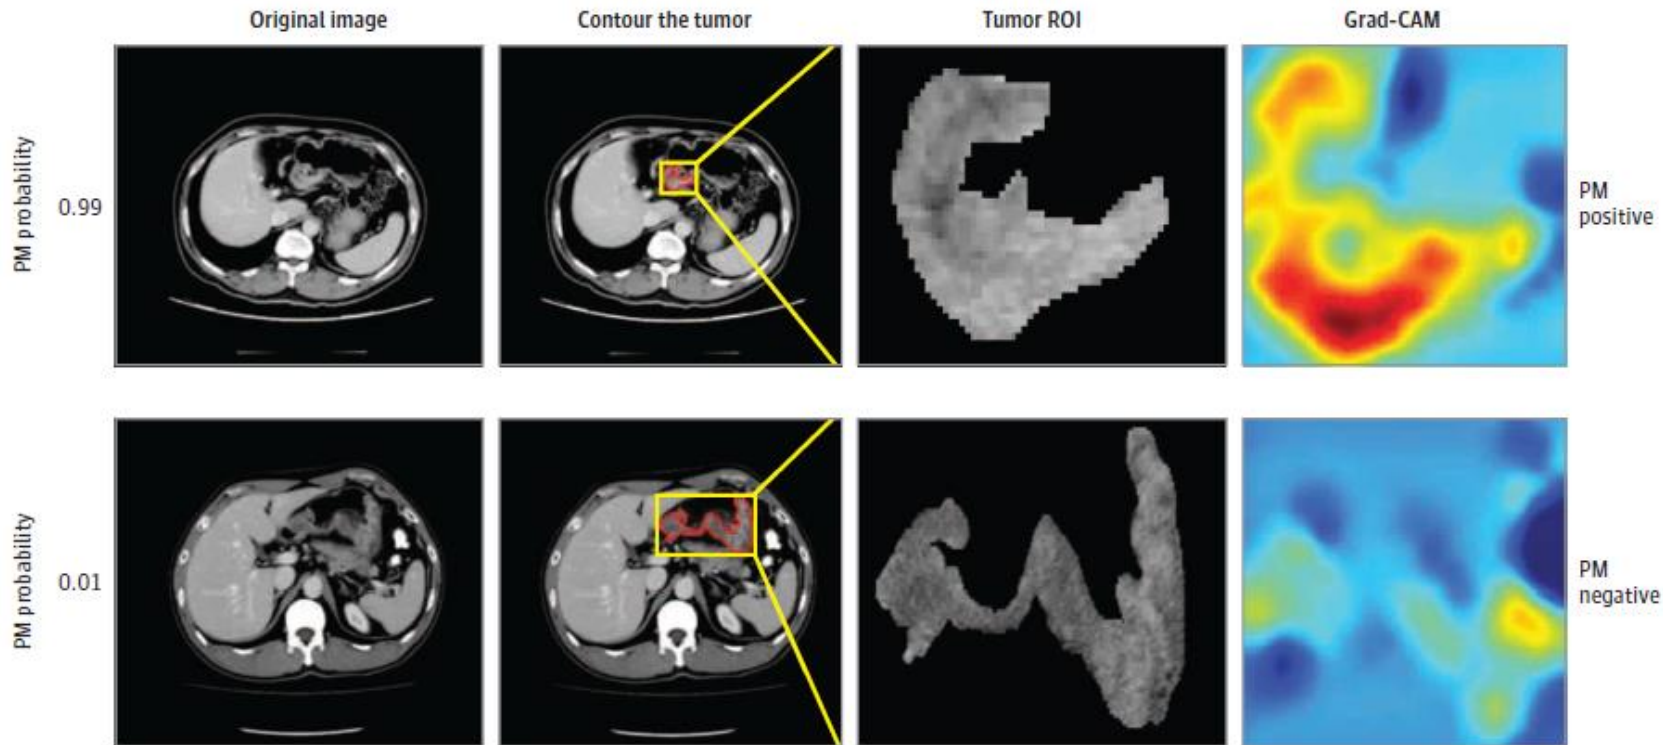 Original image
Contour the tumor
Tumor ROI
Grad-CAM
PM probability
0.99
PM
positive
PM probability
0.01
PM
negative